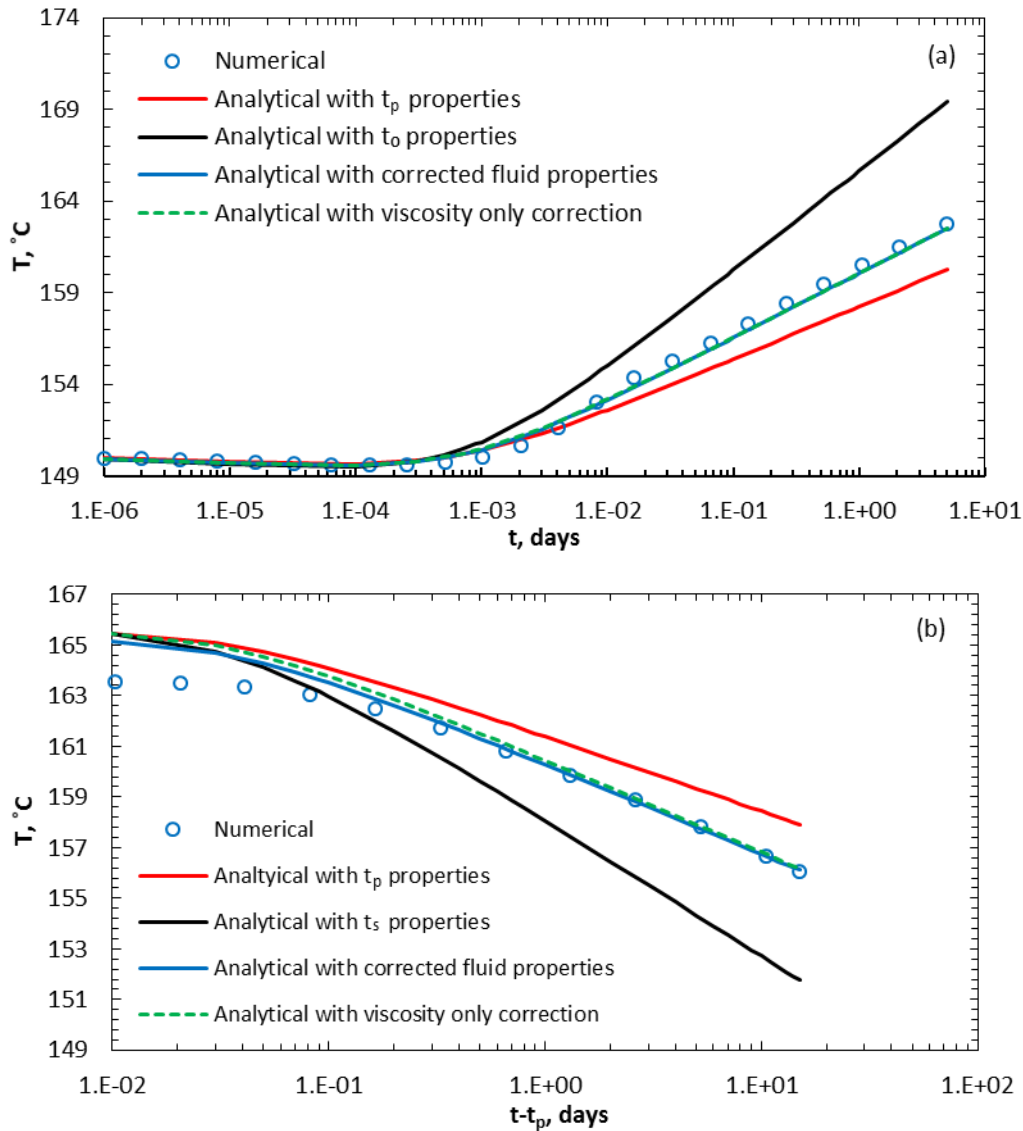 174
169
164
159
154
149
T, ˚C
(a)
Numerical
Analytical with tp properties
Analytical with to properties
Analytical with corrected fluid properties
Analytical with viscosity only correction
1.E-06 1.E-05 1.E-04 1.E-03 1.E-02 1.E-01 1.E+00 1.E+01
t, days
167
165
163
161
159
157
155
153
151
149
T, ˚C
(b)
Numerical
Analtyical with tp properties
Analytical with ts properties
Analytical with corrected fluid properties
Analytical with viscosity only correction
1.E-02 1.E-01 1.E+00 1.E+01 1.E+02
t-tp, days